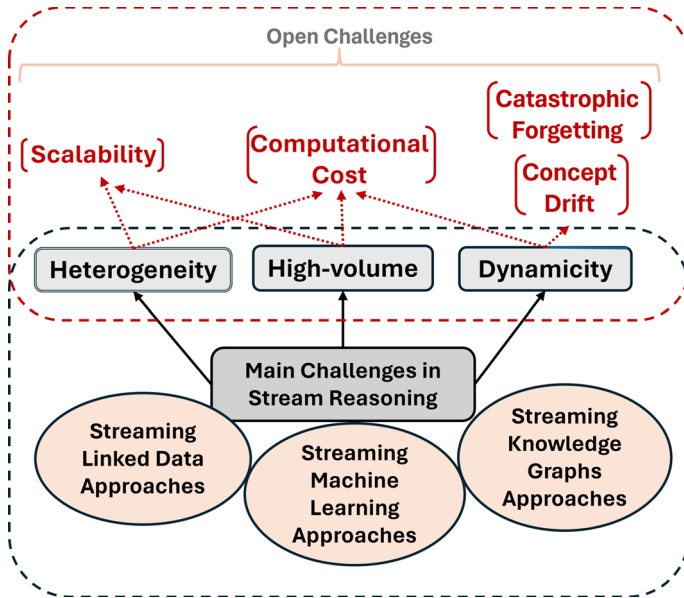 Open Challenges
Catastrophic
Forgetting
Scalability
Computational
Cost
Concept
Drift
Heterogeneity
High-volume
Dynamicity
Main Challenges in
Stream Reasoning
Streaming
Linked Data
Approaches
Streaming
Machine
Learning
Approaches
Streaming
Knowledge
Graphs
Approaches